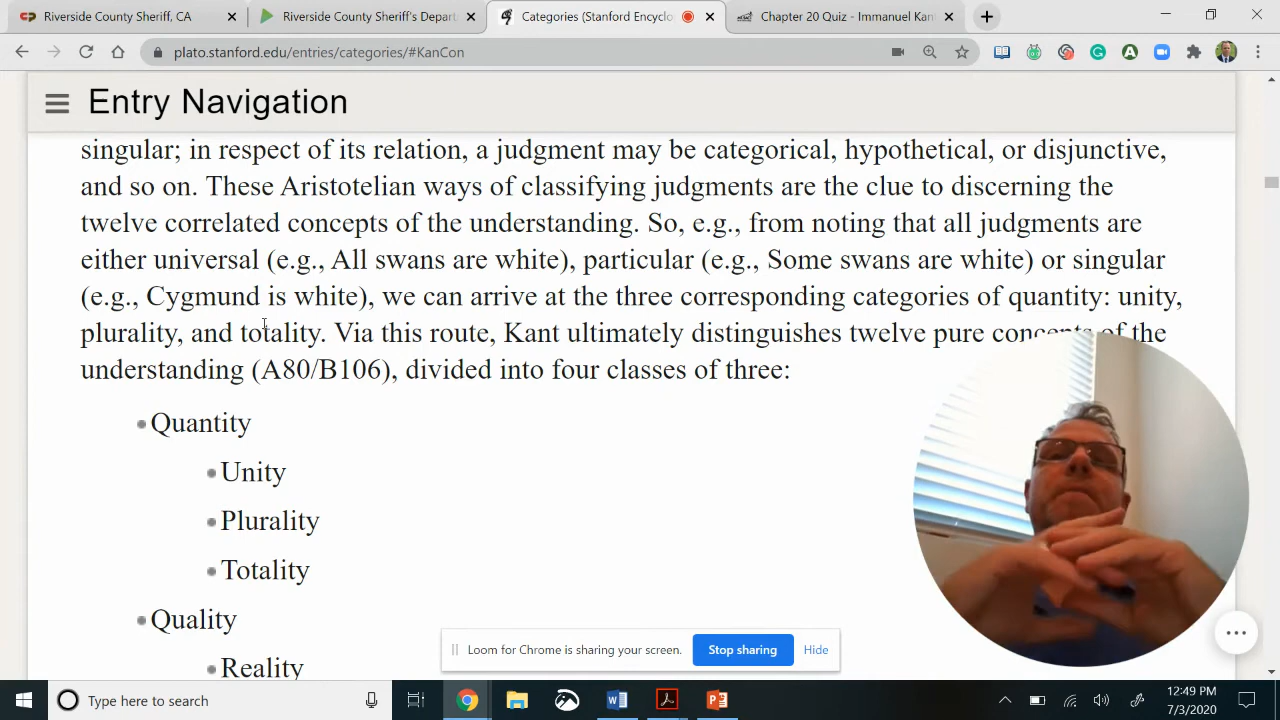 Riverside County Sheriff, CA
Riverside County Sheriff's Depart
Categories (Stanford Encyclo
Chapter 20 Quiz - Immanuel Kan
plato.stanford.edu/entries/categories/#KanCon
Entry Navigation
singular; in respect of its relation, a judgment may be categorical, hypothetical, or disjunctive,
and so on. These Aristotelian ways of classifying judgments are the clue to discerning the
twelve correlated concepts of the understanding. So, e.g., from noting that all judgments are
either universal (e.g., All swans are white), particular (e.g., Some swans are white) or singular
(e.g., Cygmund is white), we can arrive at the three corresponding categories of quantity: unity,
plurality, and totality. Via this route, Kant ultimately distinguishes twelve pure concepts of the
understanding (A80/B106), divided into four classes of three:
Quantity
Unity
Plurality
Totality
Quality
Reality
Loom for Chrome is sharing your screen.
Stop sharing
Hide
Type here to search
12:49 PM
7/3/2020